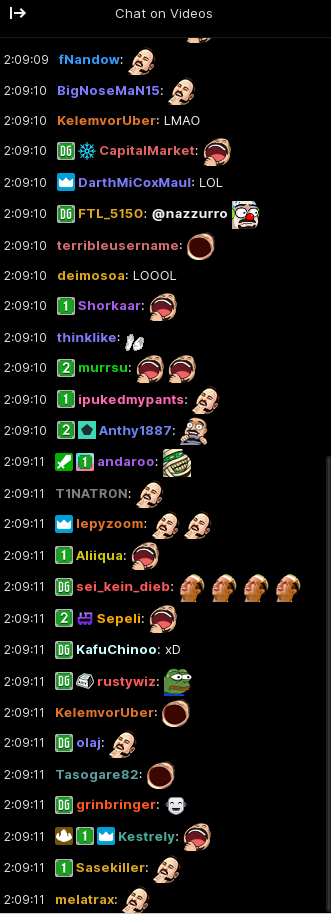 Chat on Videos
2:09:09 fNandow:
2:09:10 BigNoseMaN15:
2:09:10 KelemvorUber: LMAO
2:09:10 DG CapitalMarket:
2:09:10 DarthMiCoxMaul: LOL
2:09:10 DG FTL_5150: @nazzurro
2:09:10 terribleusername:
2:09:10 deimosoa: LOOOL
2:09:10 1 Shorkaar:
2:09:10 thinklike:
2:09:10 2 murrsu:
2:09:10 1 ipukedmypants:
2:09:10 2 Anthy1887:
2:09:11 1 andaroo:
2:09:11 T1NATRON:
2:09:11 lepyzoom:
2:09:11 1 Aliiqua:
2:09:11 DG sei_kein_dieb:
2:09:11 2 Sepeli:
2:09:11 DG KafuChinoo: xD
2:09:11 DG rustywiz:
2:09:11 KelemvorUber:
2:09:11 DG olaj:
2:09:11 Tasogare82:
2:09:11 DG grinbringer:
2:09:11 1 Kestrely:
2:09:11 1 Sasekiller:
2:09:11 melatrax: